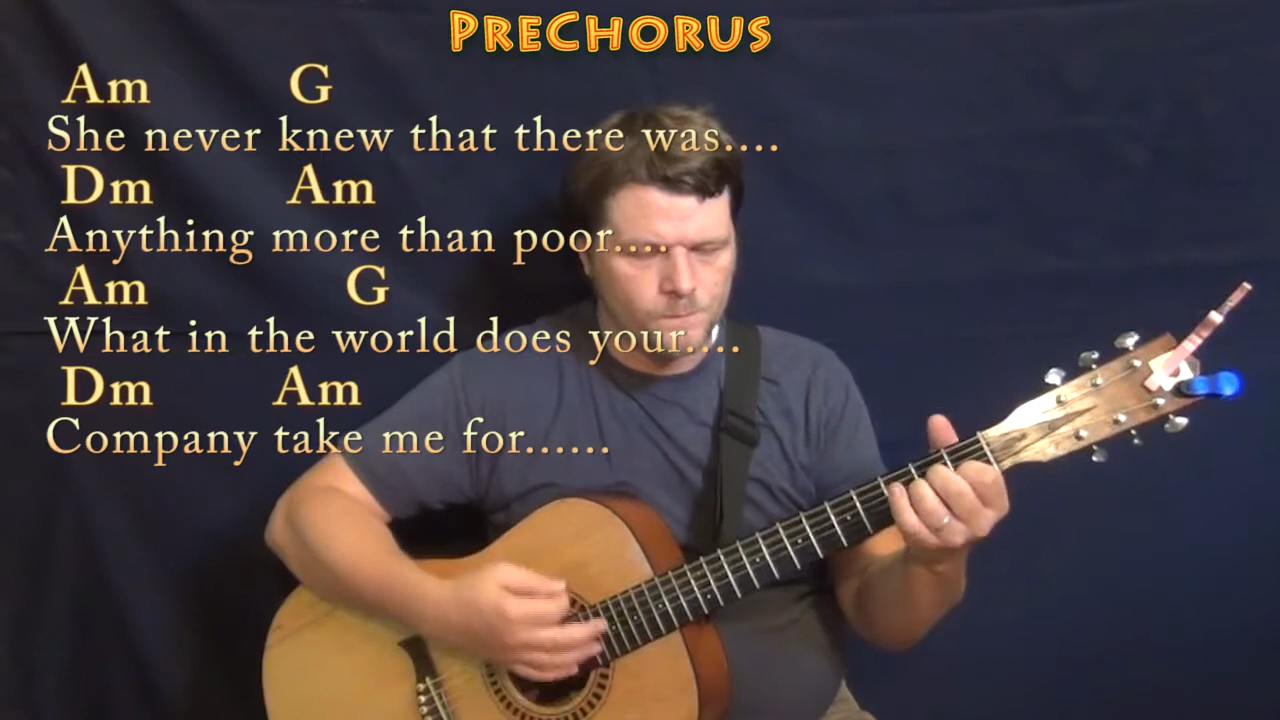 PreChorus
Am G
She never knew that there was....
Dm Am
Anything more than poor....
Am G
What in the world does your....
Dm Am
Company take me for......